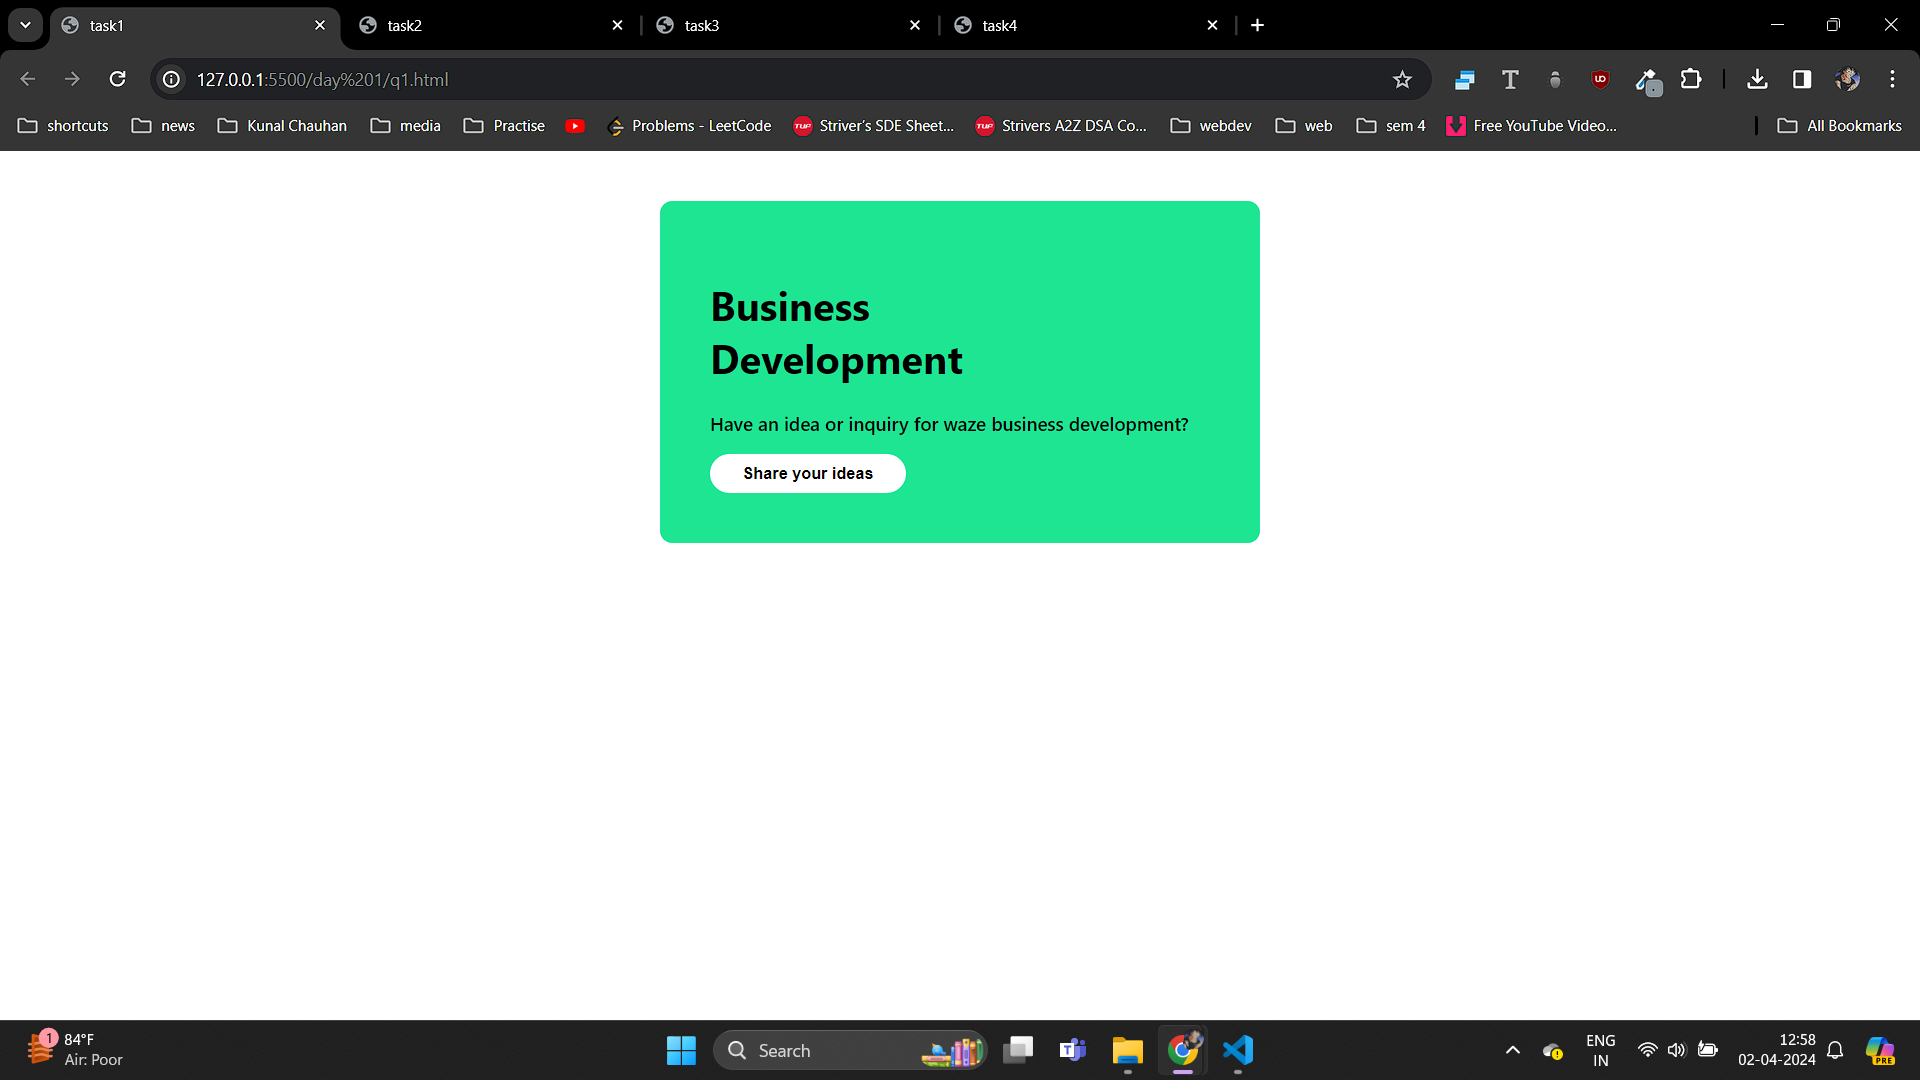 task1
task2
task3
task4
127.0.0.1:5500/day%201/q1.html
shortcuts
news
Kunal Chauhan
media
Practise
Problems - LeetCode
TUF
Striver's SDE Sheet...
TUF
Strivers A2Z DSA Co...
webdev
web
sem 4
Free YouTube Video...
All Bookmarks
Business
Development
Have an idea or inquiry for waze business development?
Share your ideas
1
84°F
Air: Poor
Search
ENG
IN
12:58
02-04-2024
PRE